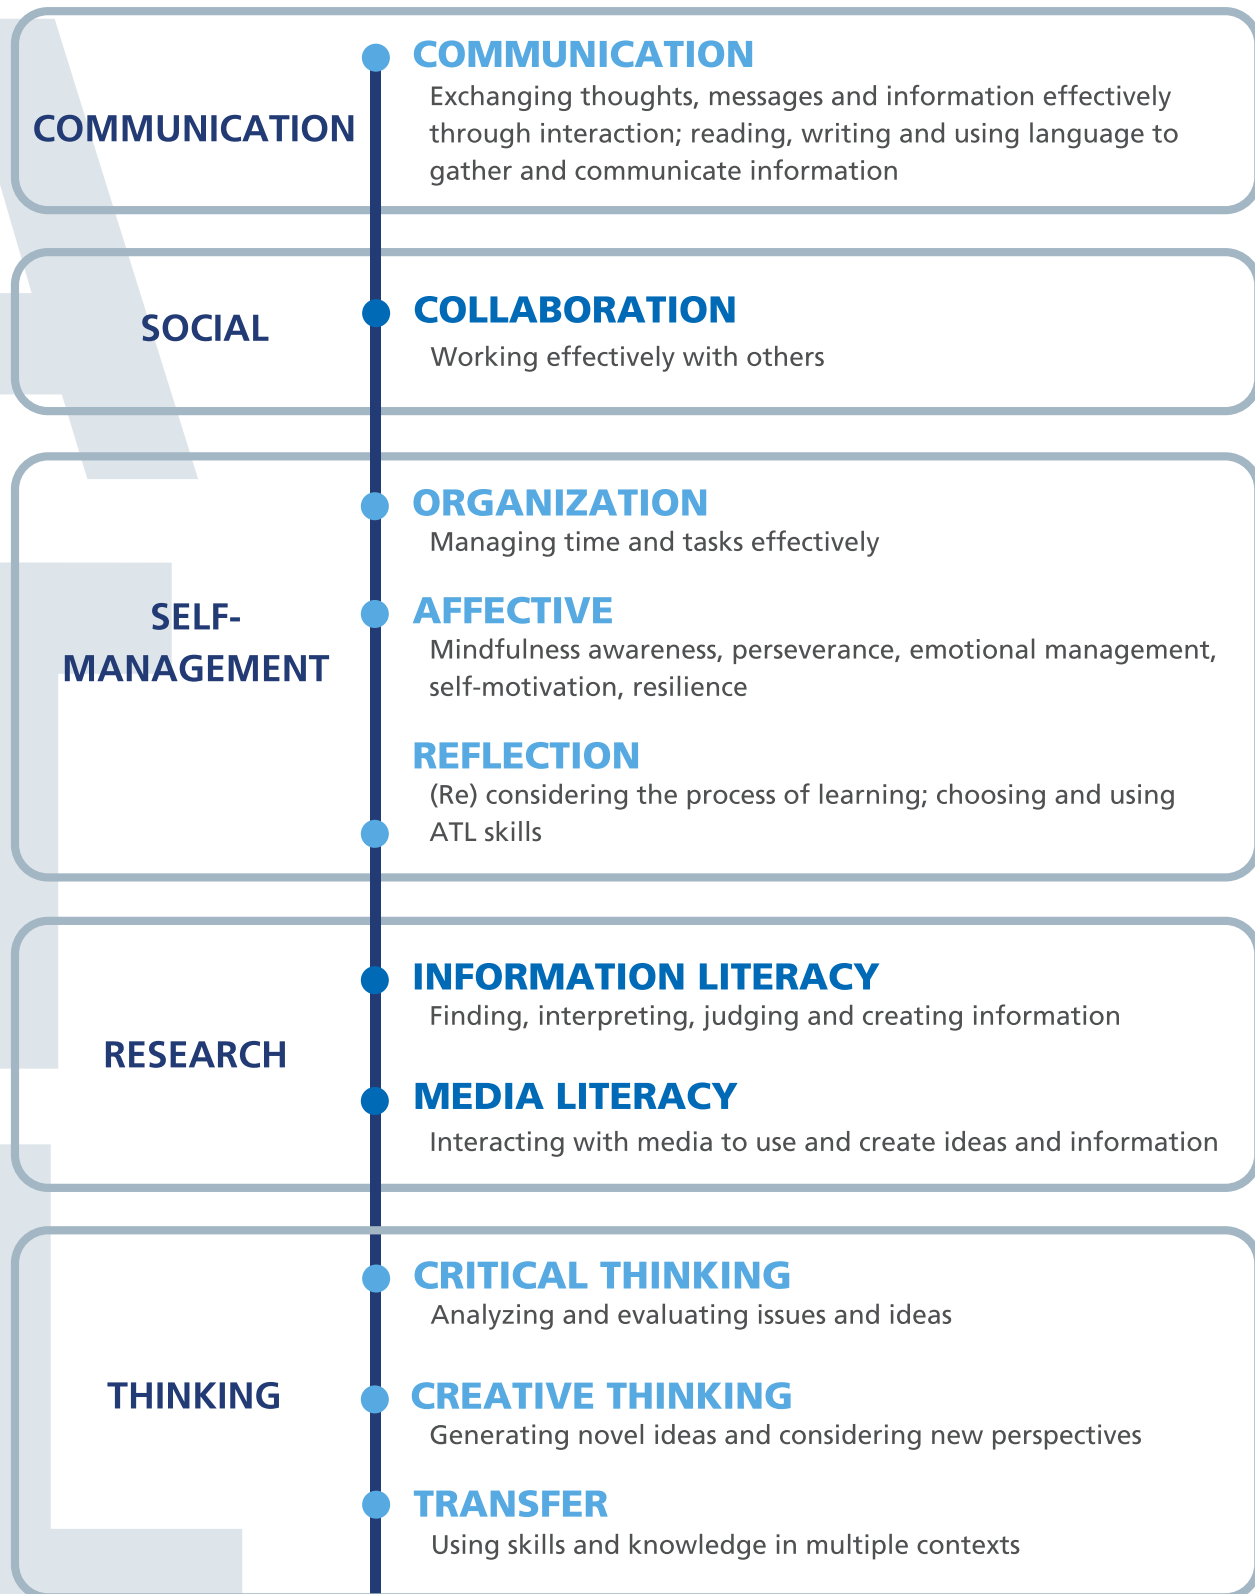 COMMUNICATION
COMMUNICATION
Exchanging thoughts, messages and information effectively
through interaction; reading, writing and using language to
gather and communicate information
SOCIAL
COLLABORATION
Working effectively with others
SELF-
MANAGEMENT
ORGANIZATION
Managing time and tasks effectively
AFFECTIVE
Mindfulness awareness, perseverance, emotional management,
self-motivation, resilience
REFLECTION
(Re) considering the process of learning; choosing and using
ATL skills
RESEARCH
INFORMATION LITERACY
Finding, interpreting, judging and creating information
MEDIA LITERACY
Interacting with media to use and create ideas and information
THINKING
CRITICAL THINKING
Analyzing and evaluating issues and ideas
CREATIVE THINKING
Generating novel ideas and considering new perspectives
TRANSFER
Using skills and knowledge in multiple contexts
A
T
L